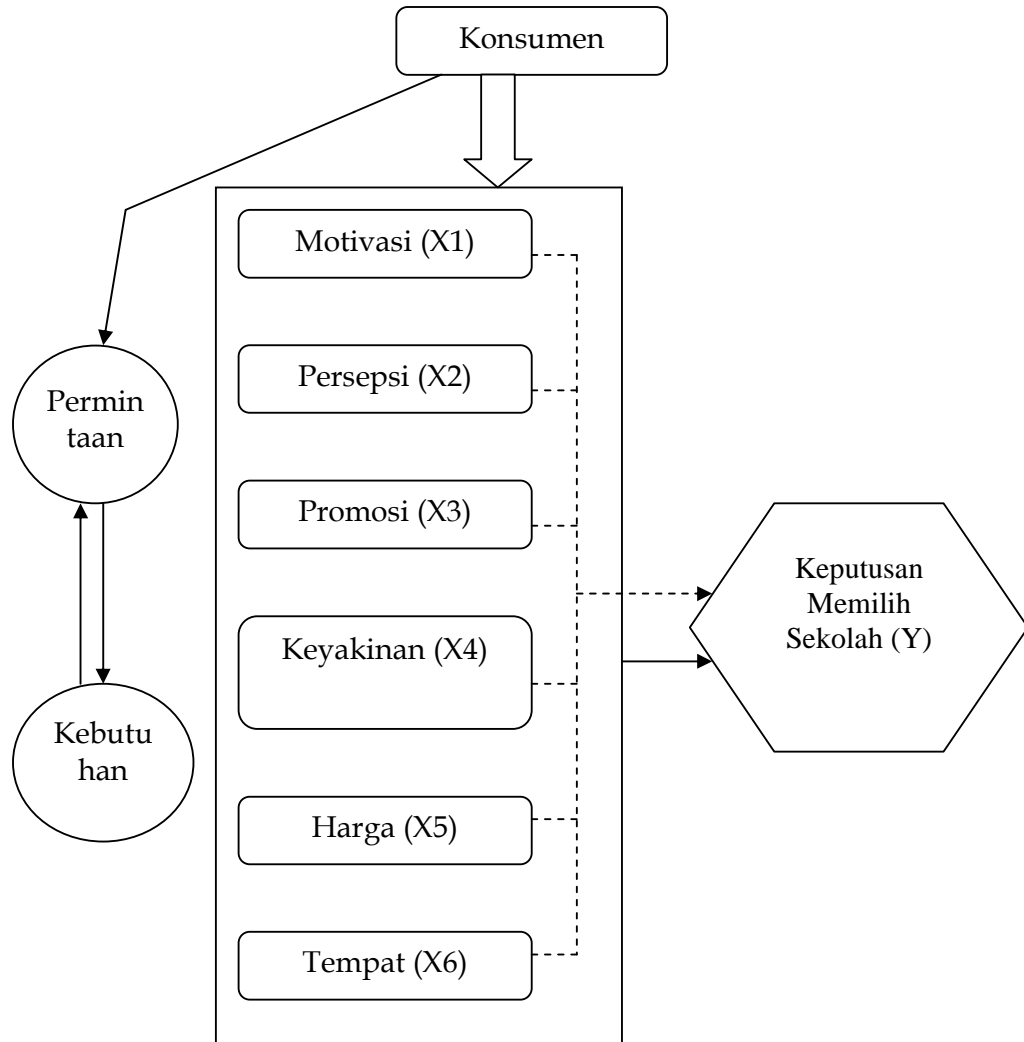 Konsumen
Motivasi (X1)
Persepsi (X2)
Permin
taan
Promosi (X3)
Keputusan
Memilih
Sekolah (Y)
Keyakinan (X4)
Kebutu
han
Harga (X5)
Tempat (X6)